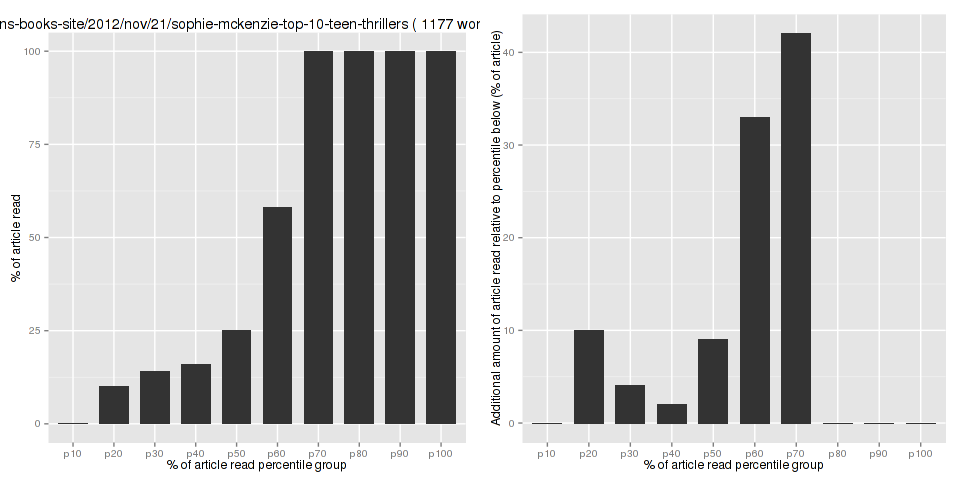 ns-books-site/2012/nov/21/sophie-mckenzie-top-10-teen-thrillers ( 1177 wor
% of article read
100
75
50
25
0
p10 p20 p30 p40 p50 p60 p70 p80 p90 p100
% of article read percentile group
Additional amount of article read relative to percentile below (% of article)
40
30
20
10
0
p10 p20 p30 p40 p50 p60 p70 p80 p90 p100
% of article read percentile group